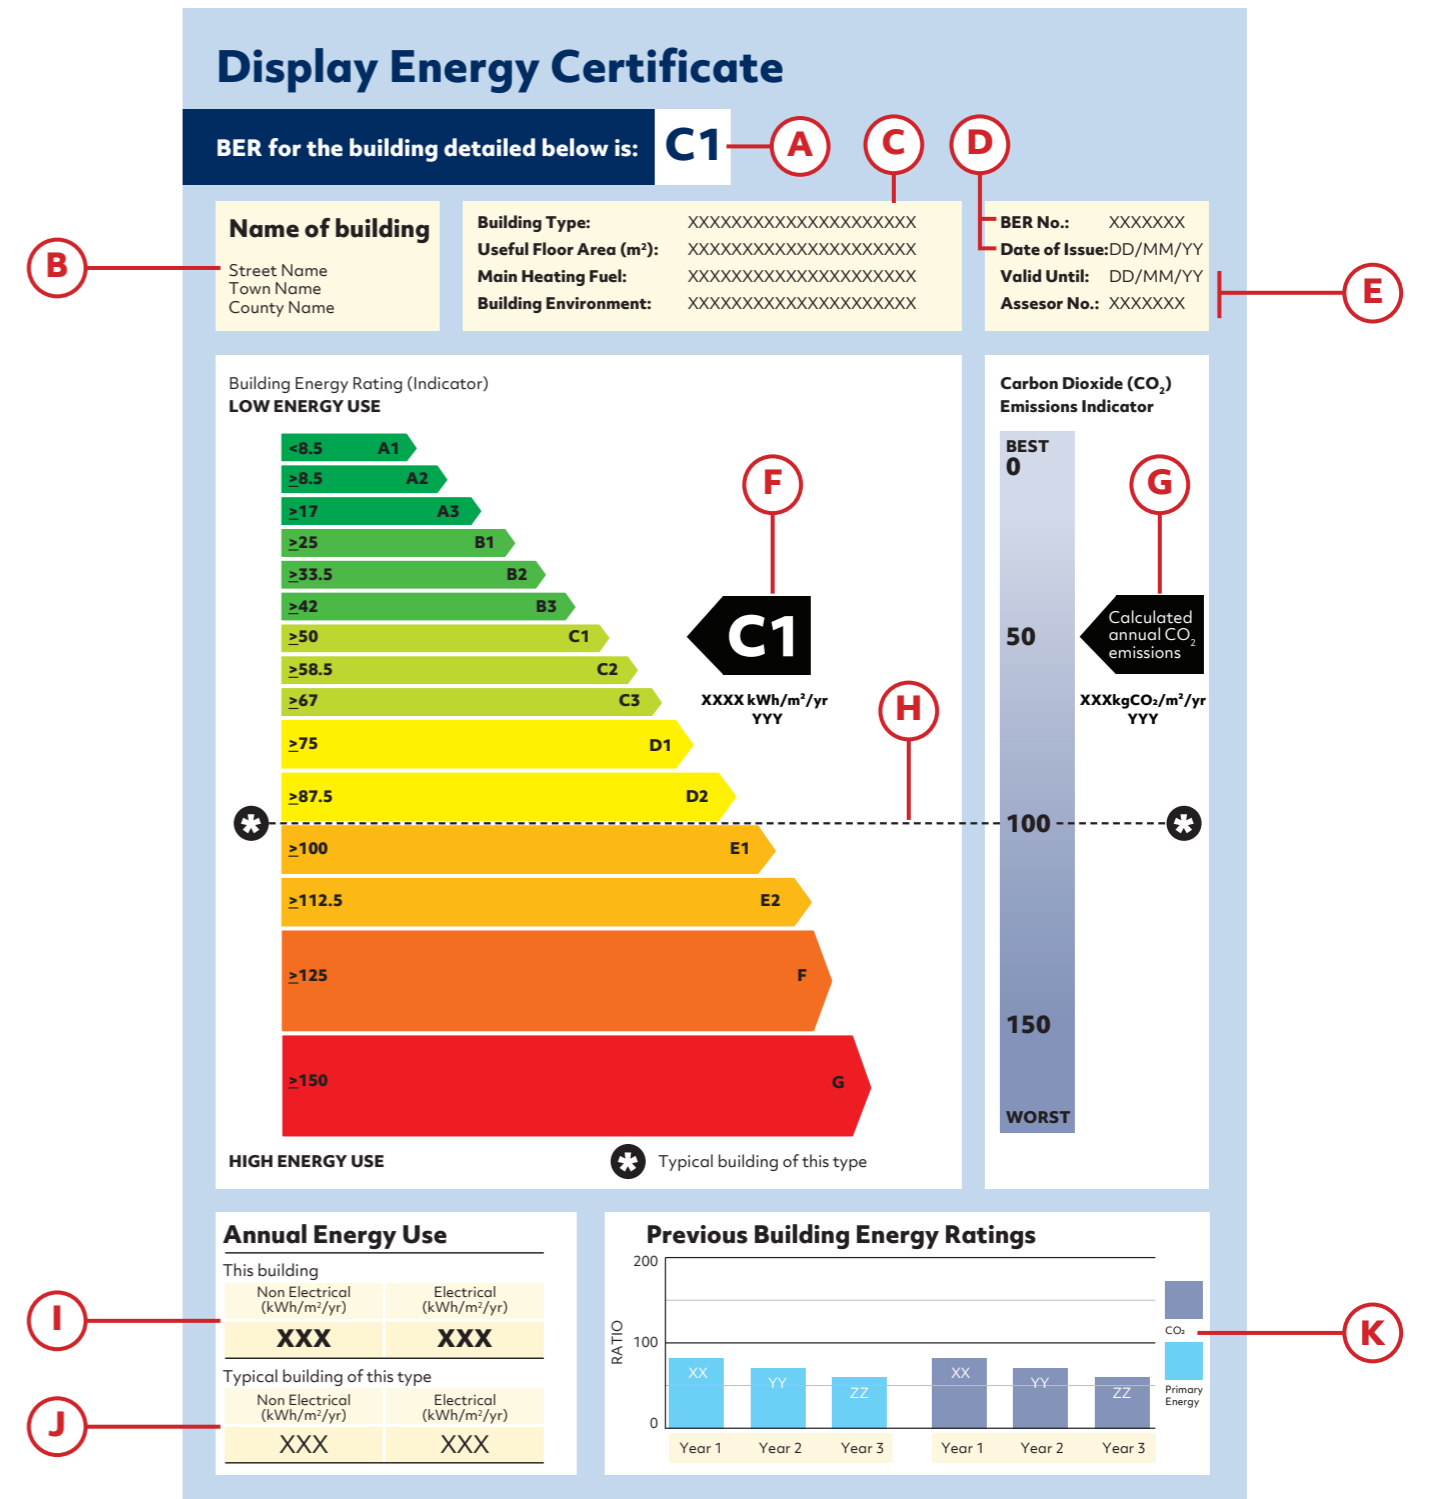 Display Energy Certificate
BER for the building detailed below is: C1
A
C
D
B
E
Name of building
Street Name
Town Name
County Name
Building Type: XXXXXXXXXXXXXXXXXXXXX
Useful Floor Area (m²): XXXXXXXXXXXXXXXXXXXXX
Main Heating Fuel: XXXXXXXXXXXXXXXXXXXXX
Building Environment: XXXXXXXXXXXXXXXXXXXXX
BER No.: XXXXXXX
Date of Issue: DD/MM/YY
Valid Until: DD/MM/YY
Assesor No.: XXXXXXX
Building Energy Rating (Indicator)
LOW ENERGY USE
<8.5 A1
≥8.5 A2
≥17 A3
≥25 B1
≥33.5 B2
≥42 B3
≥50 C1
≥58.5 C2
≥67 C3
≥75 D1
≥87.5 D2
≥100 E1
≥112.5 E2
≥125 F
≥150 G
HIGH ENERGY USE
F
C1
XXXX kWh/m²/yr
YYY
H
*
*
* Typical building of this type
Carbon Dioxide (CO₂)
Emissions Indicator
BEST
0
50
100
150
WORST
G
Calculated
annual CO₂
emissions
XXXkgCO₂/m²/yr
YYY
Annual Energy Use
This building
Non Electrical
(kWh/m²/yr)
Electrical
(kWh/m²/yr)
XXX XXX
I
Typical building of this type
Non Electrical
(kWh/m²/yr)
Electrical
(kWh/m²/yr)
XXX XXX
J
Previous Building Energy Ratings
RATIO
200
100
0
XX YY ZZ XX YY ZZ
Year 1 Year 2 Year 3 Year 1 Year 2 Year 3
CO₂
Primary
Energy
K